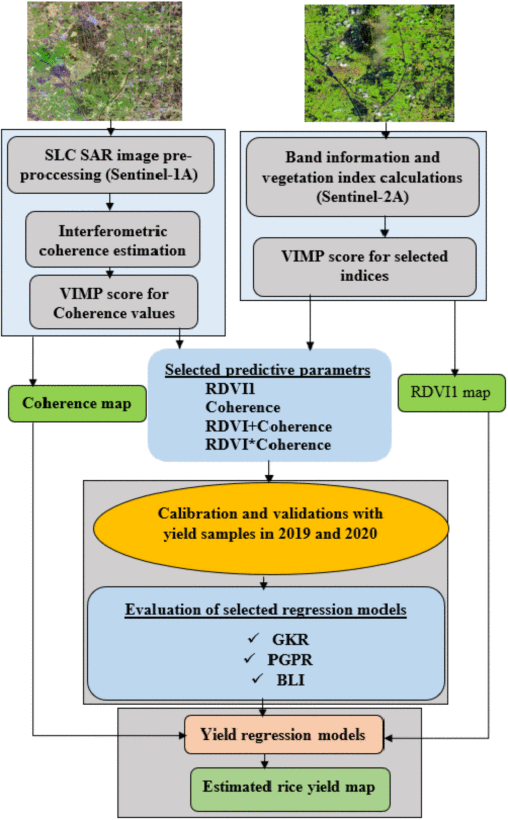 SLC SAR image pre-
proccessing (Sentinel-1A)
Interferometric
coherence estimation
VIMP score for
Coherence values
Band information and
vegetation index calculations
(Sentinel-2A)
VIMP score for selected
indices
Coherence map
Selected predictive parametrs
RDVI1
Coherence
RDVI+Coherence
RDVI*Coherence
RDVI1 map
Calibration and validations with
yield samples in 2019 and 2020
Evaluation of selected regression models
✓ GKR
✓ PGPR
✓ BLI
Yield regression models
Estimated rice yield map